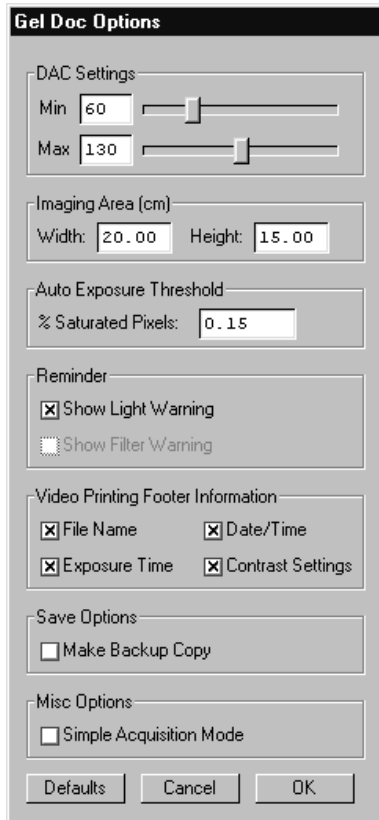 Gel Doc Options
DAC Settings
Min 60
Max 130
Imaging Area (cm)
Width: 20.00 Height: 15.00
Auto Exposure Threshold
% Saturated Pixels: 0.15
Reminder
Show Light Warning
Show Filter Warning
Video Printing Footer Information
File Name Date/Time
Exposure Time Contrast Settings
Save Options
Make Backup Copy
Misc Options
Simple Acquisition Mode
Defaults Cancel OK